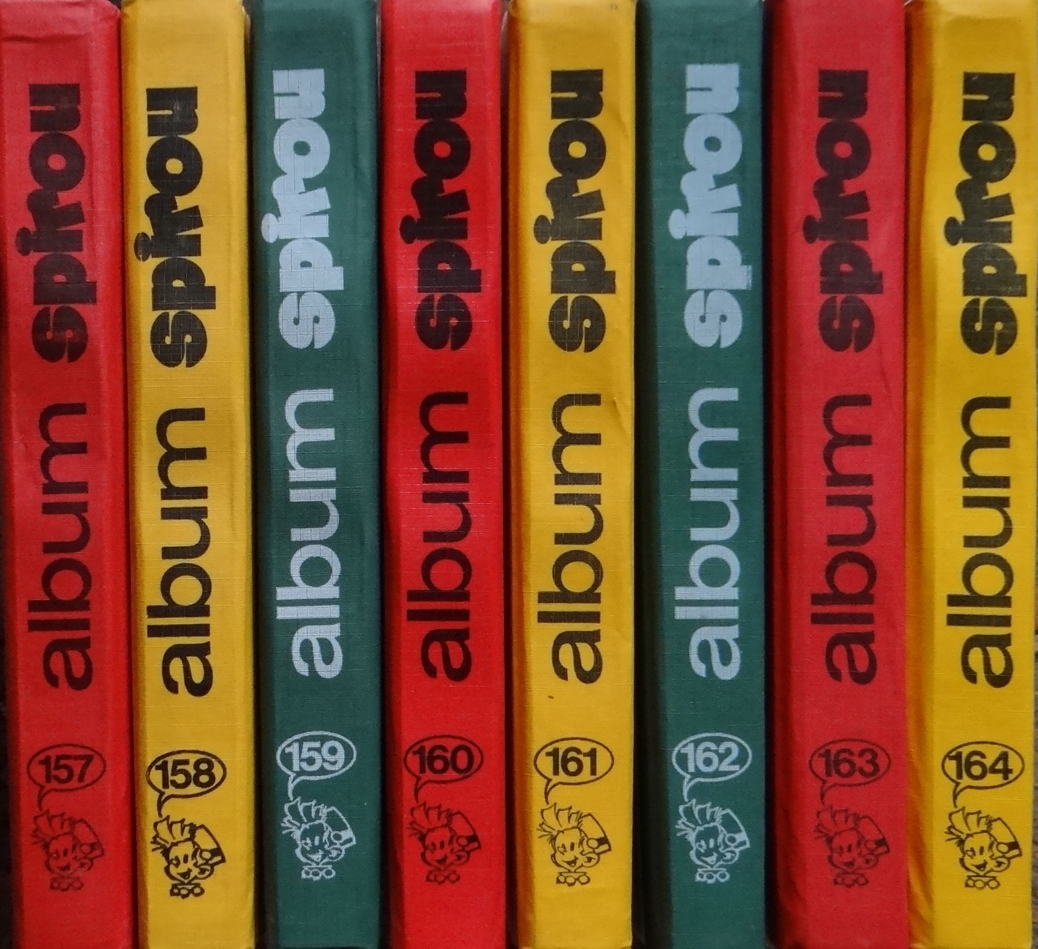 album spirou 157
album spirou 158
album spirou 159
album spirou 160
album spirou 161
album spirou 162
album spirou 163
album spirou 164